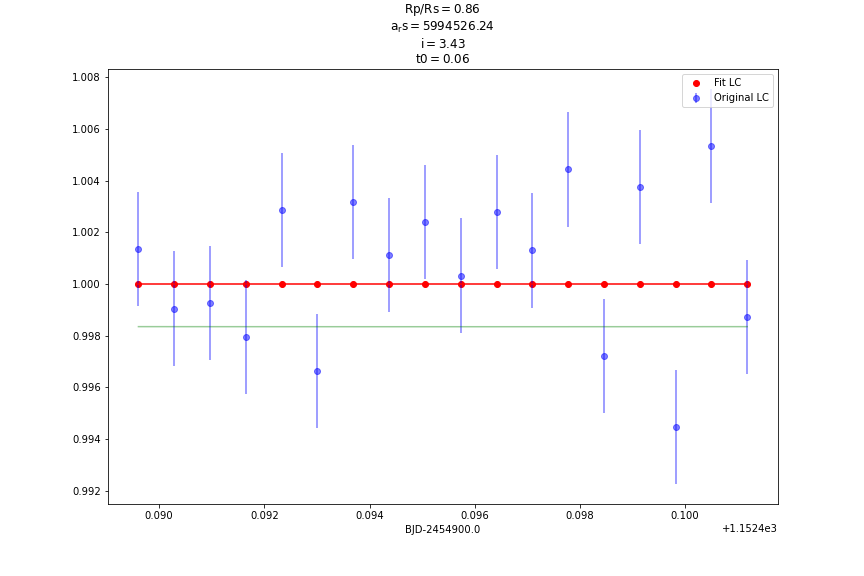 Rp/Rs = 0.86
aᵣs = 5994526.24
i = 3.43
t0 = 0.06
Fit LC
Original LC
1.008
1.006
1.004
1.002
1.000
0.998
0.996
0.994
0.992
0.090 0.092 0.094 0.096 0.098 0.100
BJD-2454900.0
+1.1524e3